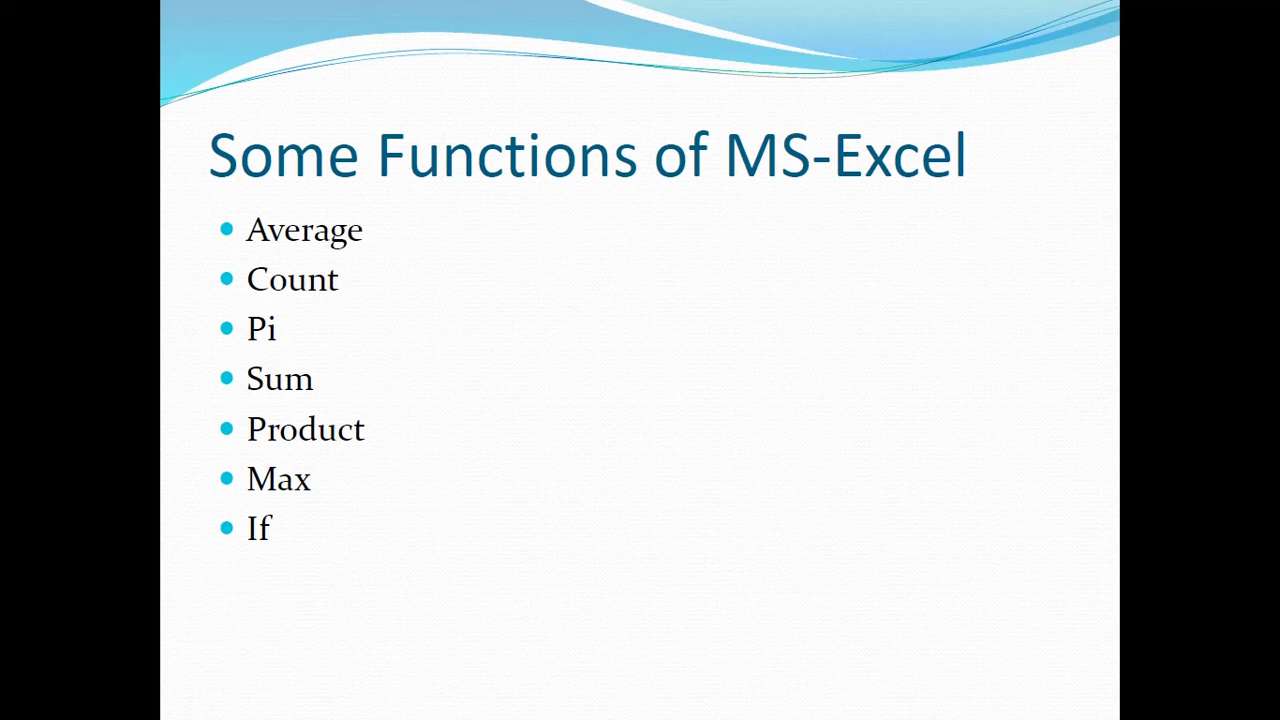 Some Functions of MS-Excel
Average
Count
Pi
Sum
Product
Max
If